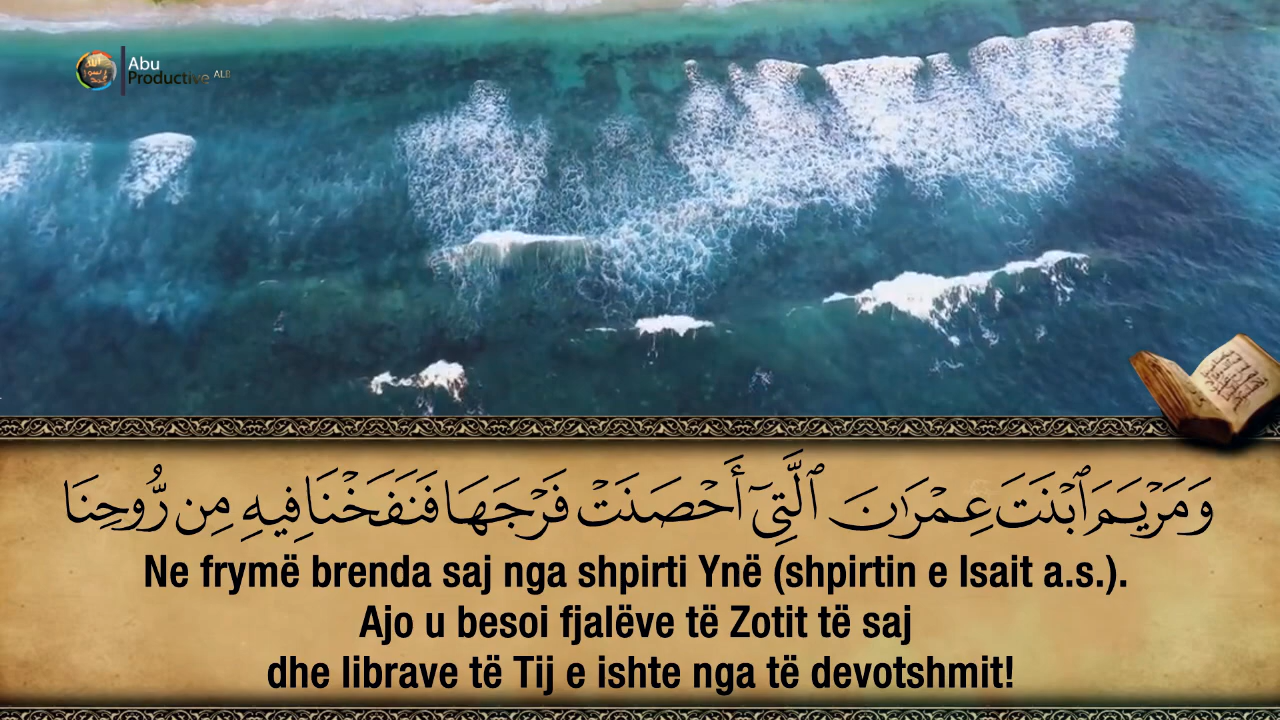 Abu
Productive ALB
وَمَرْيَمَ ٱبْنَتَ عِمْرَٰنَ ٱلَّتِىٓ أَحْصَنَتْ فَرْجَهَا فَنَفَخْنَا فِيهِ مِن رُّوحِنَا
Ne frymë brenda saj nga shpirti Ynë (shpirtin e Isait a.s.).
Ajo u besoi fjalëve të Zotit të saj
dhe librave të Tij e ishte nga të devotshmit!